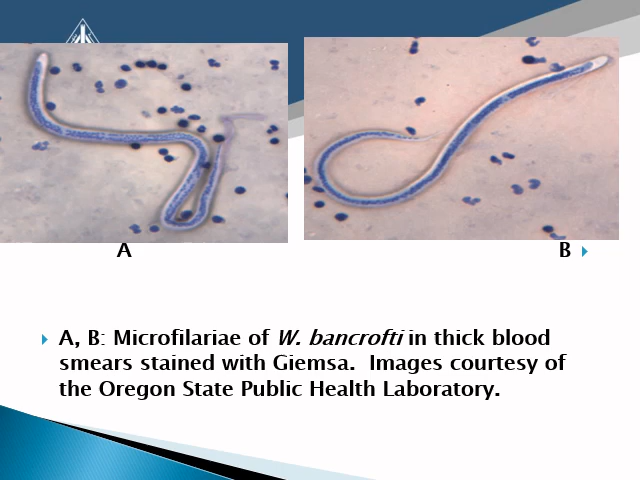 A
B
A, B: Microfilariae of W. bancrofti in thick blood
smears stained with Giemsa.  Images courtesy of
the Oregon State Public Health Laboratory.